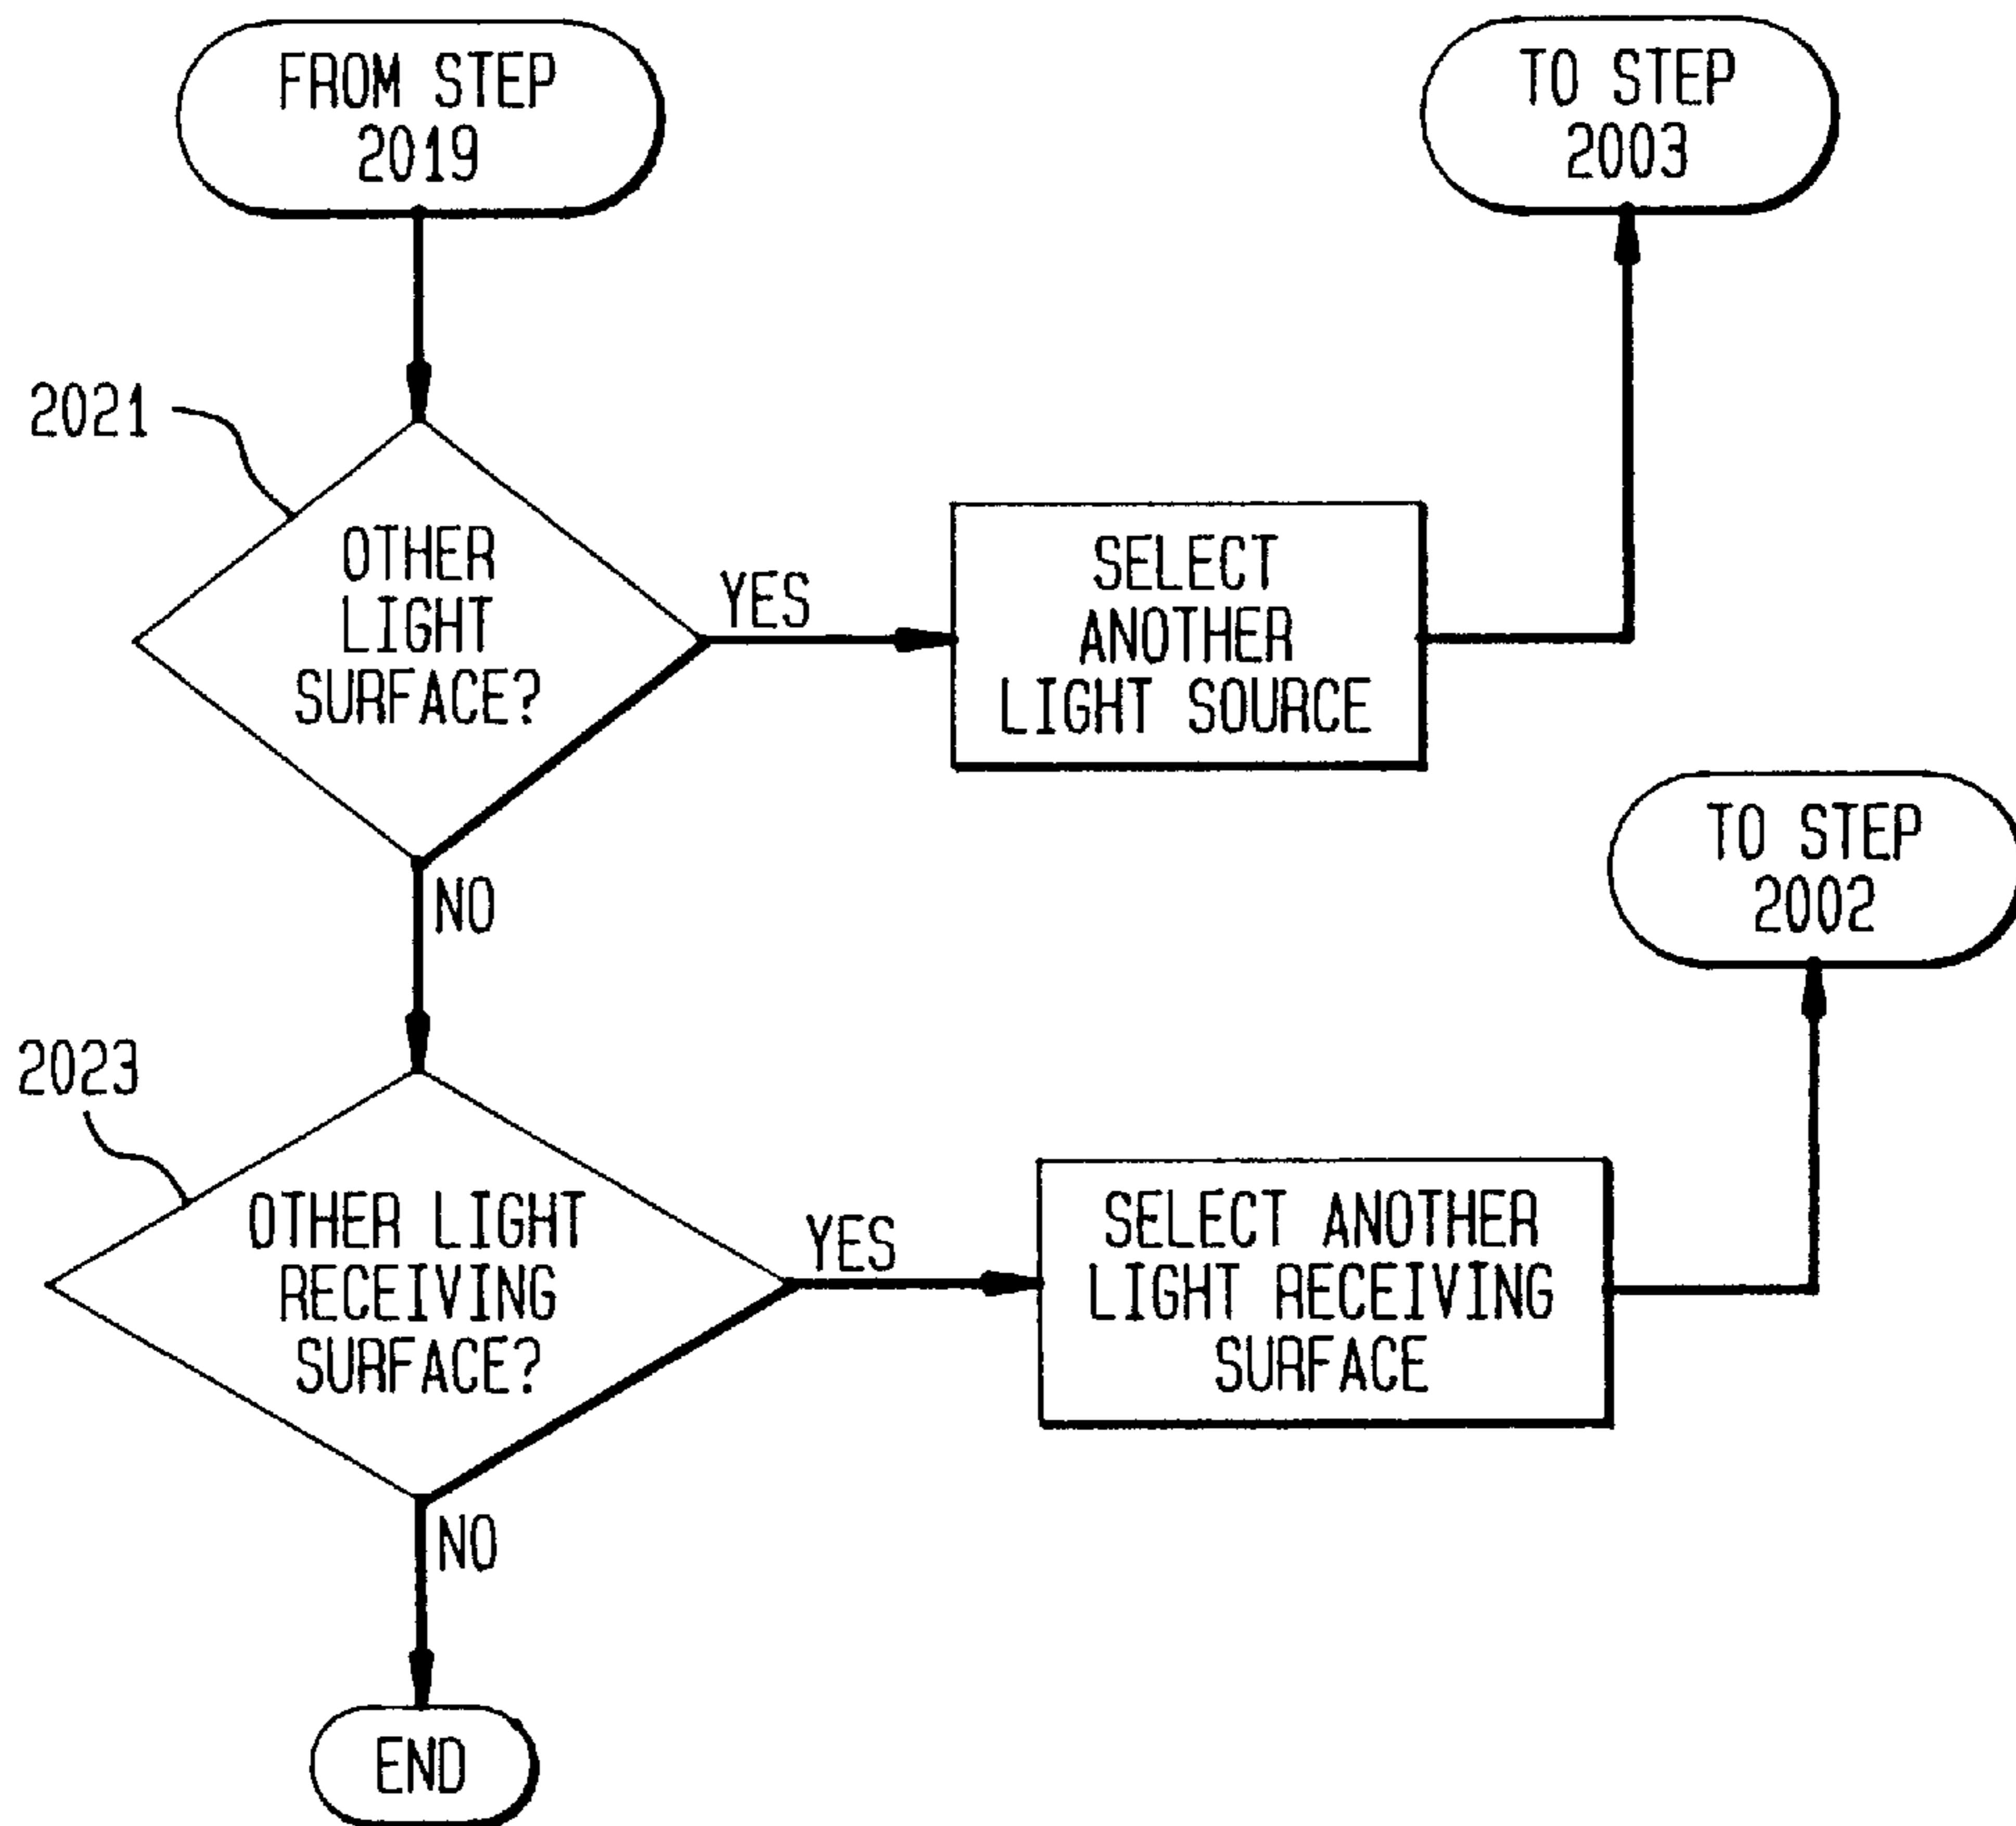 FROM STEP
2019
TO STEP
2003
2021
OTHER
LIGHT
SURFACE?
YES
SELECT
ANOTHER
LIGHT SOURCE
NO
TO STEP
2002
2023
OTHER LIGHT
RECEIVING
SURFACE?
YES
SELECT ANOTHER
LIGHT RECEIVING
SURFACE
NO
END